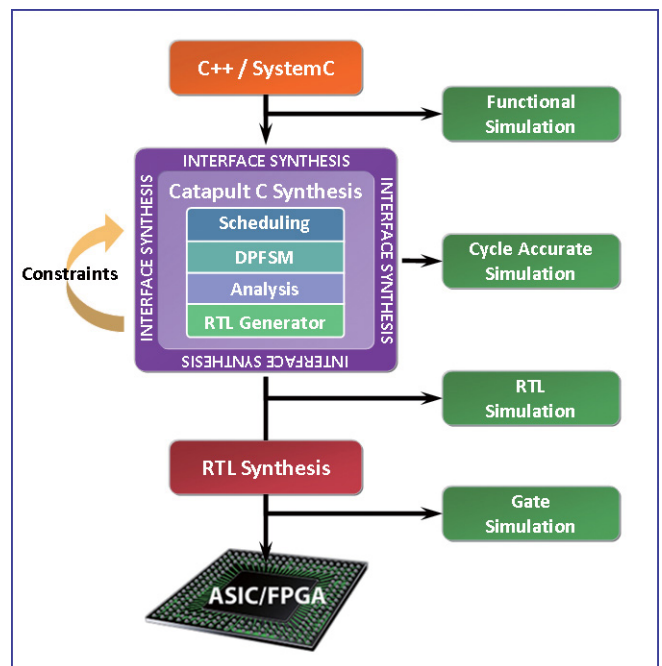 C++ / SystemC
Functional
Simulation
INTERFACE SYNTHESIS
INTERFACE SYNTHESIS
Catapult C Synthesis
INTERFACE SYNTHESIS
Scheduling
DPFSM
Analysis
RTL Generator
INTERFACE SYNTHESIS
Constraints
Cycle Accurate
Simulation
RTL
Simulation
RTL Synthesis
Gate
Simulation
ASIC/FPGA